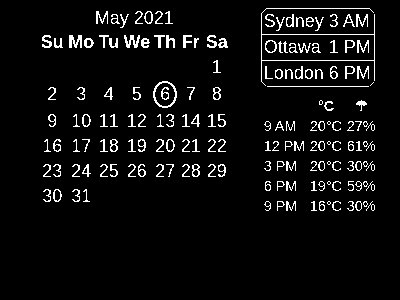 May 2021
Su Mo Tu We Th Fr Sa
1
2 3 4 5 6 7 8
9 10 11 12 13 14 15
16 17 18 19 20 21 22
23 24 25 26 27 28 29
30 31
Sydney 3 AM
Ottawa 1 PM
London 6 PM
°C ☂
9 AM 20°C 27%
12 PM 20°C 61%
3 PM 20°C 30%
6 PM 19°C 59%
9 PM 16°C 30%